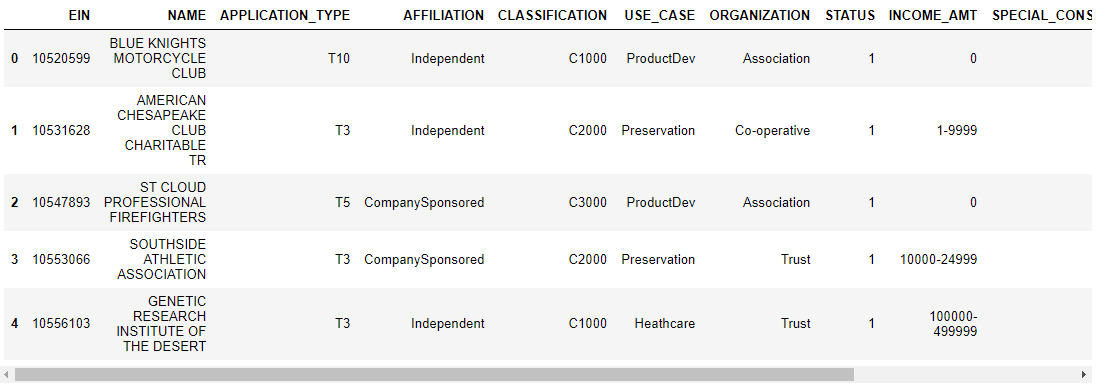 EIN NAME APPLICATION_TYPE AFFILIATION CLASSIFICATION USE_CASE ORGANIZATION STATUS INCOME_AMT SPECIAL_CONS
BLUE KNIGHTS
0 10520599 MOTORCYCLE T10 Independent C1000 ProductDev Association 1 0
CLUB
AMERICAN
CHESAPEAKE
1 10531628 CLUB T3 Independent C2000 Preservation Co-operative 1 1-9999
CHARITABLE
TR
ST CLOUD
2 10547893 PROFESSIONAL T5 CompanySponsored C3000 ProductDev Association 1 0
FIREFIGHTERS
SOUTHSIDE
3 10553066 ATHLETIC T3 CompanySponsored C2000 Preservation Trust 1 10000-24999
ASSOCIATION
GENETIC
RESEARCH
4 10556103 INSTITUTE OF T3 Independent C1000 Heathcare Trust 1 100000-
THE DESERT 499999